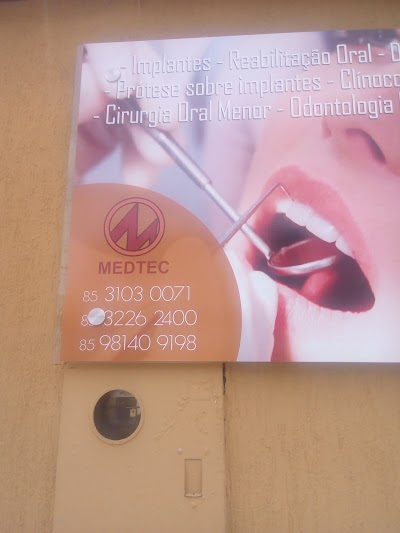 - Implantes - Reabilitação Oral -
- Prótese sobre implantes -
- Cirurgia Oral Menor - Odontologia
MEDTEC
85 3103 0071
3226 2400
85 98140 9198